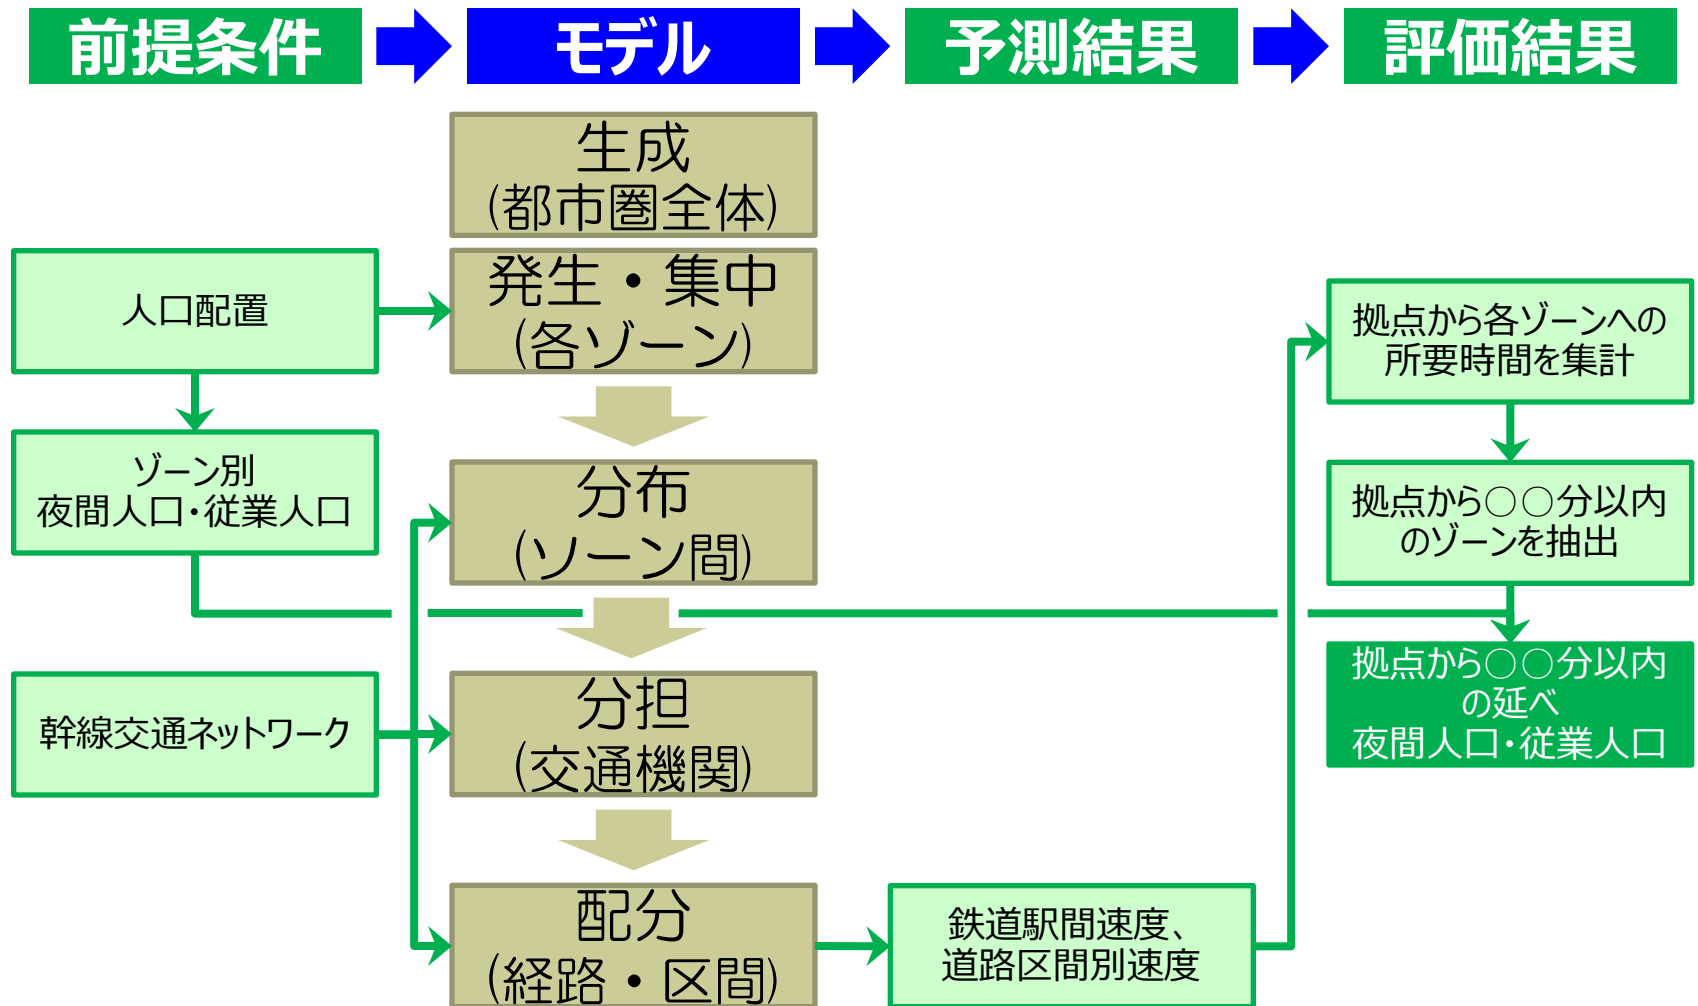 前提条件
モデル
予測結果
評価結果
生成
(都市圏全体)
人口配置
発生・集中
(各ゾーン)
拠点から各ゾーンへの
所要時間を集計
ゾーン別
夜間人口・従業人口
分布
(ゾーン間)
拠点から○○分以内
のゾーンを抽出
幹線交通ネットワーク
分担
(交通機関)
拠点から○○分以内
の延べ
夜間人口・従業人口
配分
(経路・区間)
鉄道駅間速度、
道路区間別速度